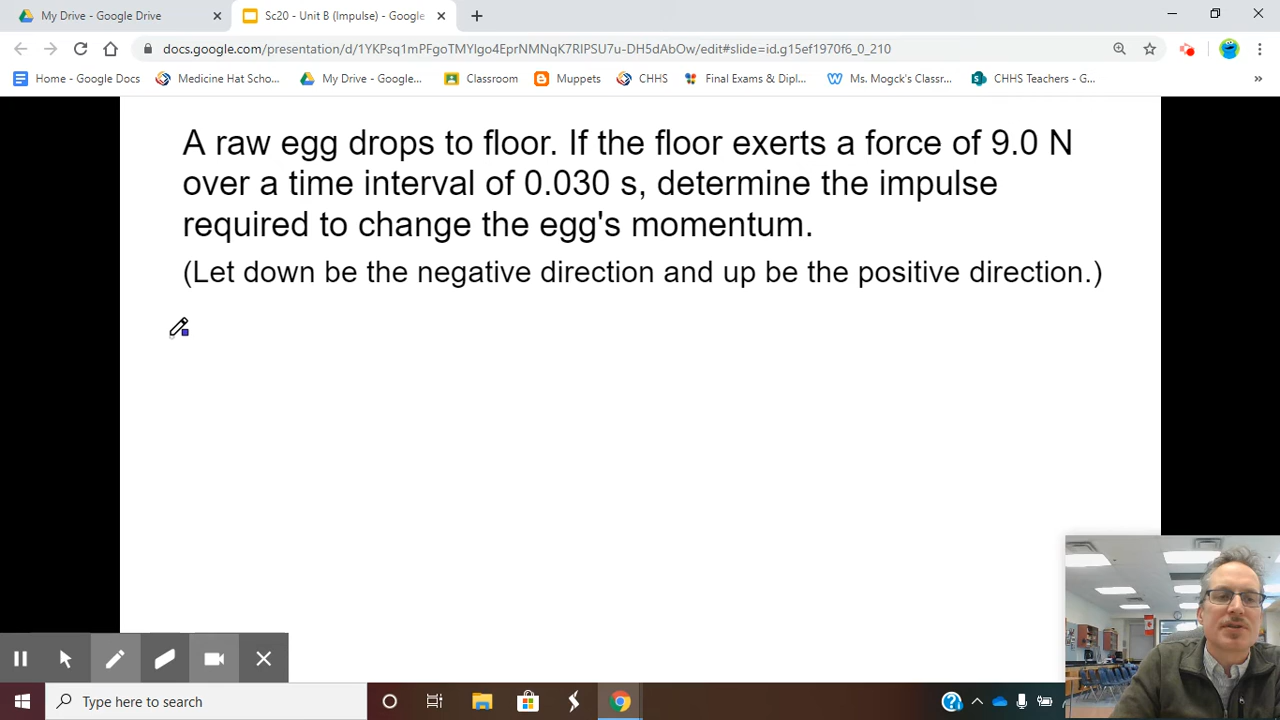 My Drive - Google Drive
Sc20 - Unit B (Impulse) - Google
docs.google.com/presentation/d/1YKPsq1mPFgoTMYIgo4EprNMNqK7RIPSU7u-DH5dAbOw/edit#slide=id.g15ef1970f6_0_210
Home - Google Docs
Medicine Hat Scho...
My Drive - Google...
Classroom
Muppets
CHHS
Final Exams & Dipl...
Ms. Mogck's Classr...
CHHS Teachers - G...
A raw egg drops to floor. If the floor exerts a force of 9.0 N
over a time interval of 0.030 s, determine the impulse
required to change the egg's momentum.
(Let down be the negative direction and up be the positive direction.)
Type here to search